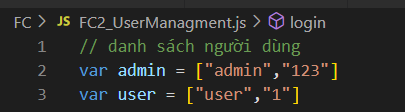 FC > JS FC2_UserManagment.js > login
1 // danh sách người dùng
2 var admin = ["admin","123"]
3 var user = ["user","1"]